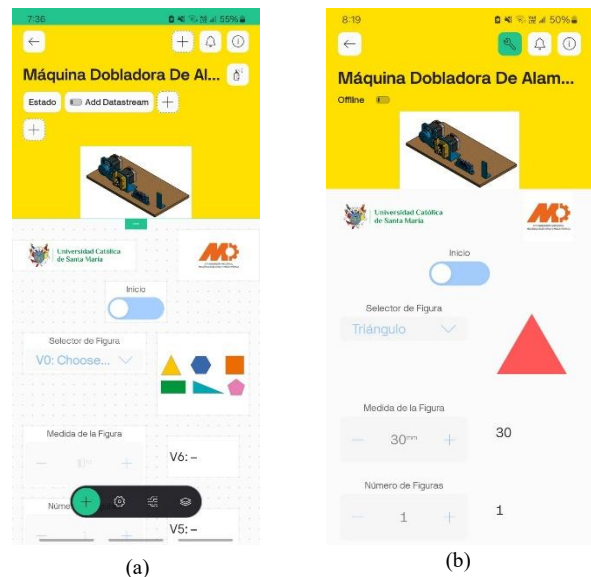 7:36
55%
Máquina Dobladora De Al...
Estado
Add Datastream
Universidad Católica
de Santa María
Inicio
Selector de Figura
V0: Choose...
Medida de la Figura
V6: --
V5: --
(a)
8:19
50%
Máquina Dobladora De Alam...
Offline
Universidad Católica
de Santa María
Inicio
Selector de Figura
Triángulo
Medida de la Figura
30mm
30
Número de Figuras
1
1
(b)